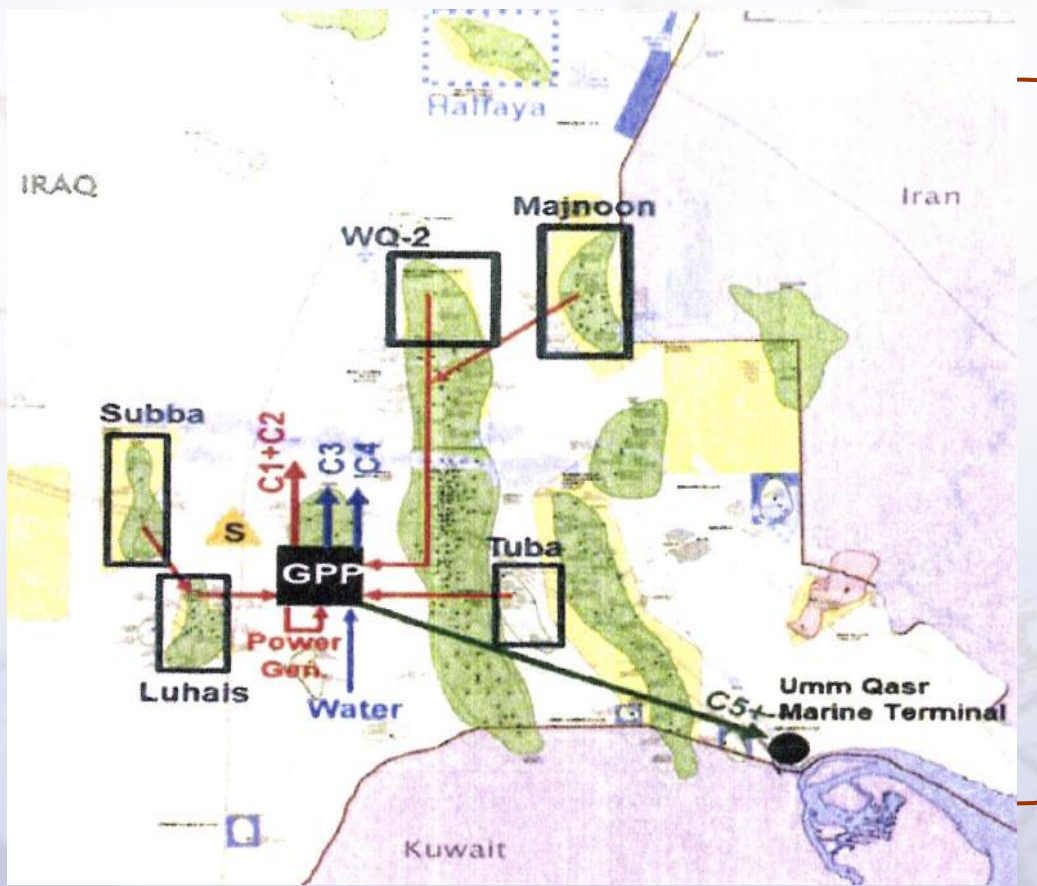 Halfaya
IRAQ
Iran
Majnoon
WQ-2
Subba
C1+C2
C3
C4
S
GPP
Tuba
Power
Gen.
Luhais
Water
C5+
Umm Qasr
Marine Terminal
Kuwait